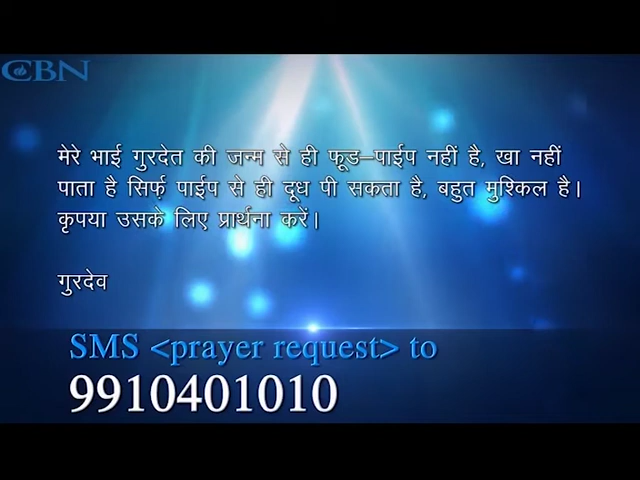 CBN
मेरे भाई गुरदेत की जन्म से ही फूड-पाईप नहीं है, खा नहीं
पाता है सिर्फ़ पाईप से ही दूध पी सकता है, बहुत मुश्किल है।
कृपया उसके लिए प्रार्थना करें।
गुरदेव
SMS <prayer request> to
9910401010